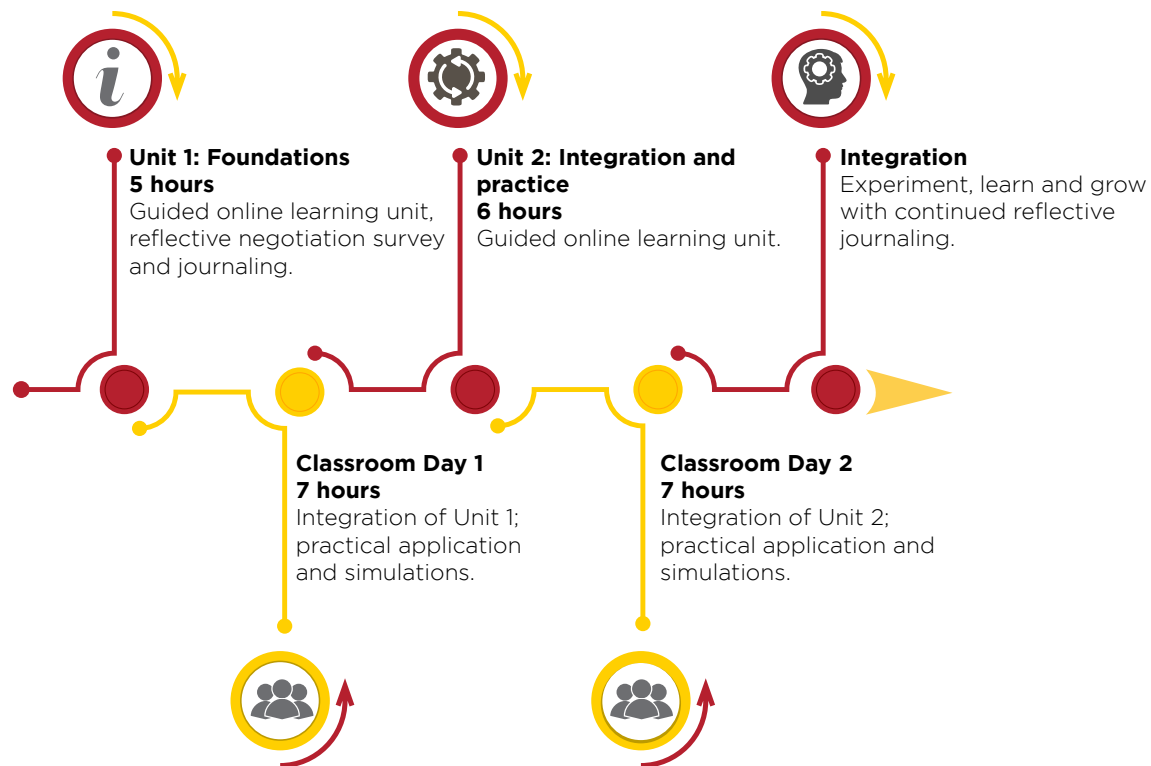 Unit 1: Foundations
5 hours
Guided online learning unit,
reflective negotiation survey
and journaling.
Unit 2: Integration and
practice
6 hours
Guided online learning unit.
Integration
Experiment, learn and grow
with continued reflective
journaling.
Classroom Day 1
7 hours
Integration of Unit 1;
practical application
and simulations.
Classroom Day 2
7 hours
Integration of Unit 2;
practical application and
simulations.